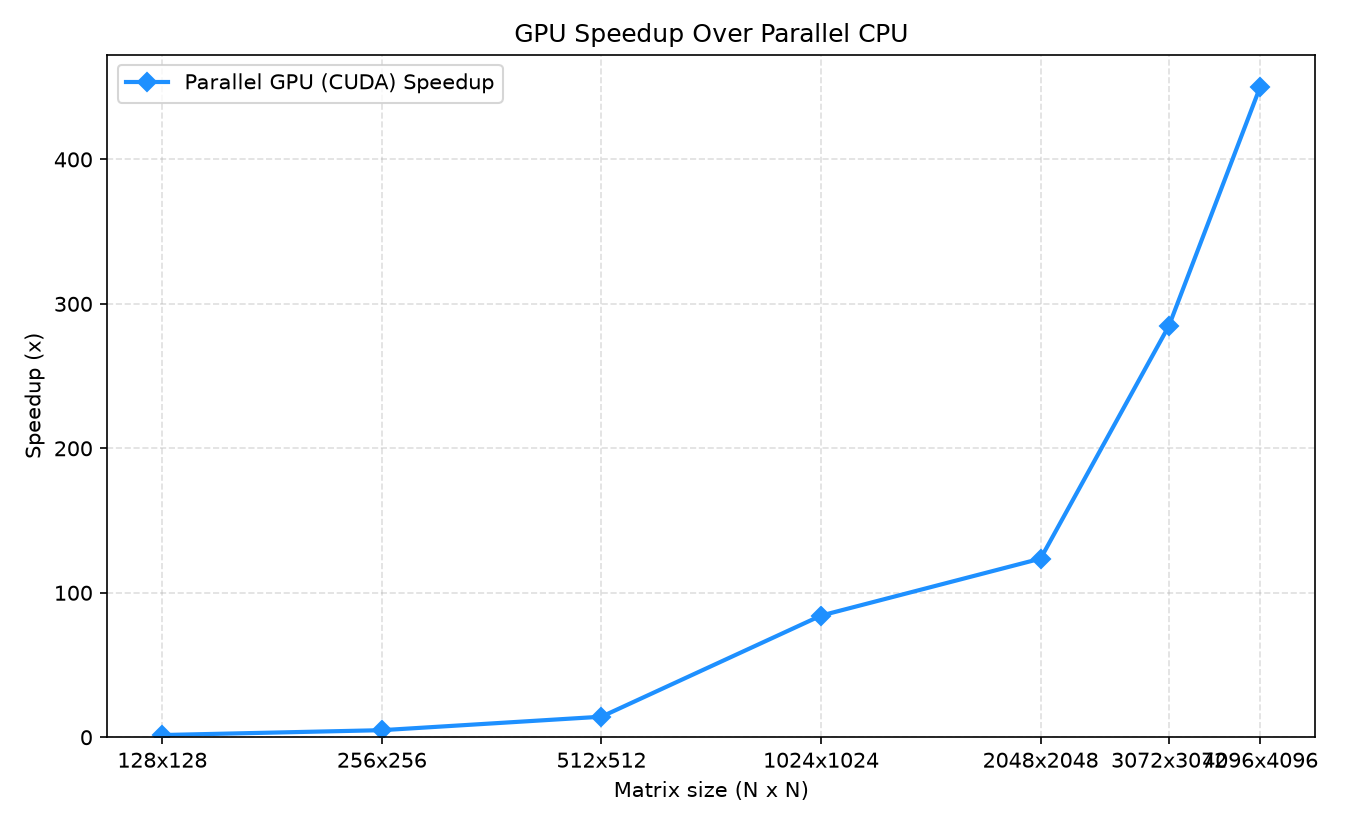 GPU Speedup Over Parallel CPU
Parallel GPU (CUDA) Speedup
400
300
200
100
0
Speedup (x)
128x128 256x256 512x512 1024x1024 2048x2048 3072x3072 4096x4096
Matrix size (N x N)